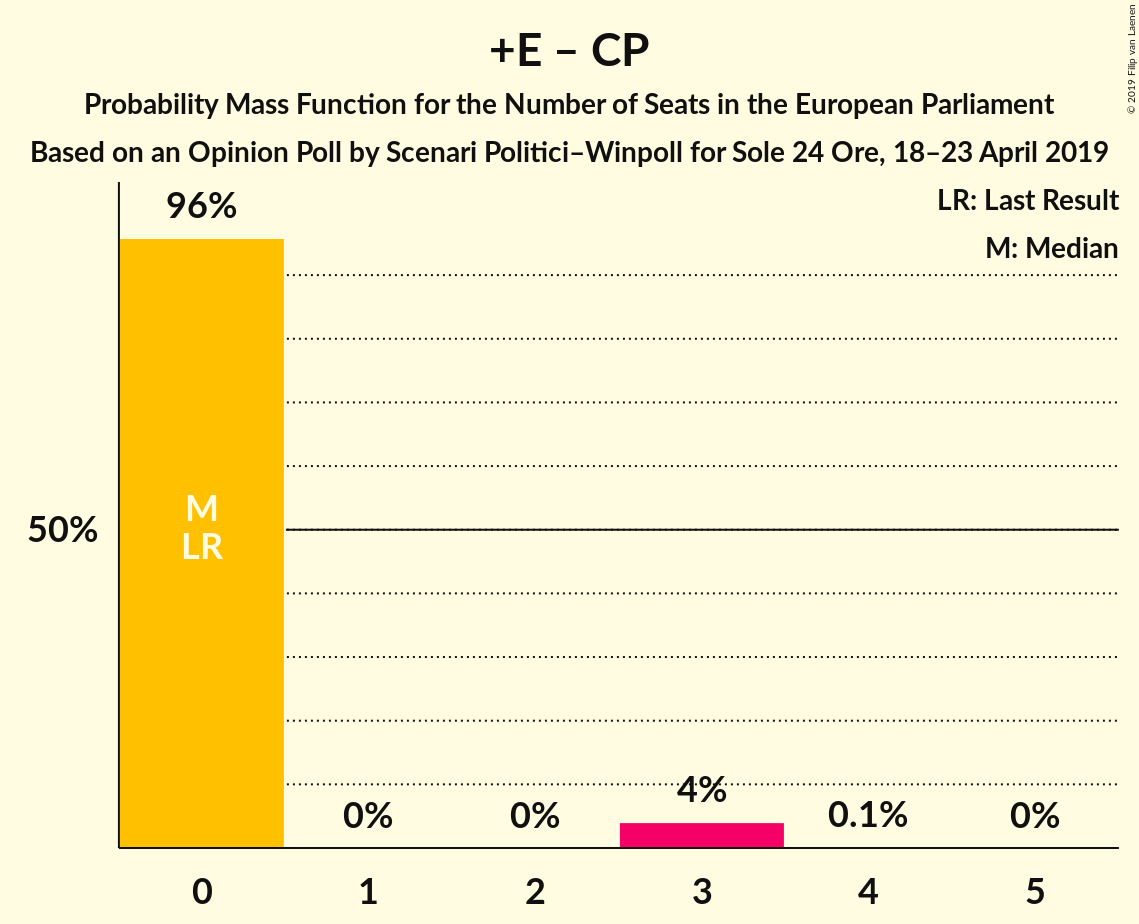 +E – CP
Probability Mass Function for the Number of Seats in the European Parliament
Based on an Opinion Poll by Scenari Politici–Winpoll for Sole 24 Ore, 18–23 April 2019
© 2019 Filip van Laenen
LR: Last Result
M: Median
96%
50%
M
LR
0%
0%
4%
0.1%
0%
0
1
2
3
4
5